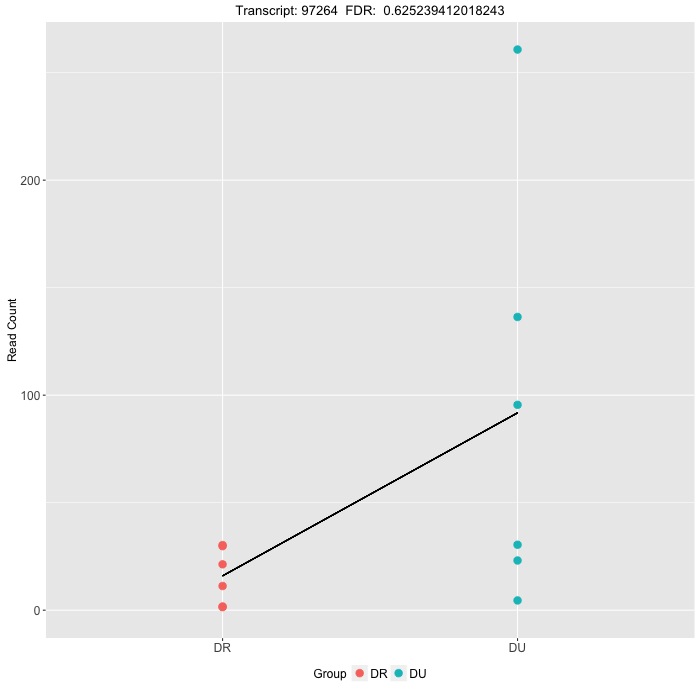 Transcript: 97264  FDR:  0.625239412018243
Read Count
200
100
0
DR DU
Group DR DU